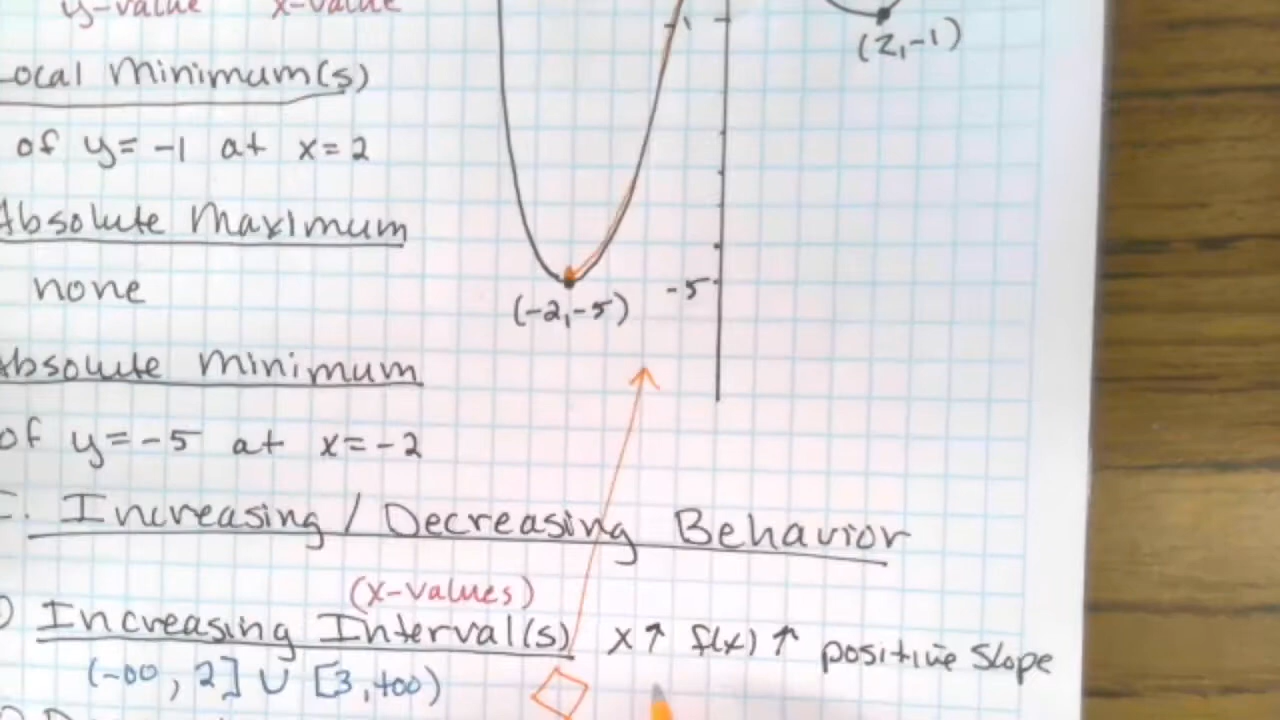 y-value x-value
-1
(2,-1)
Local Minimum(s)
of y= -1 at x=2
Absolute Maximum
none
(-2,-5)
-5
Absolute Minimum
of y=-5 at x=-2
I. Increasing / Decreasing Behavior
(x-values)
Increasing Interval(s) x↑ f(x)↑ positive slope
(-∞, 2] ∪ [3,+∞)